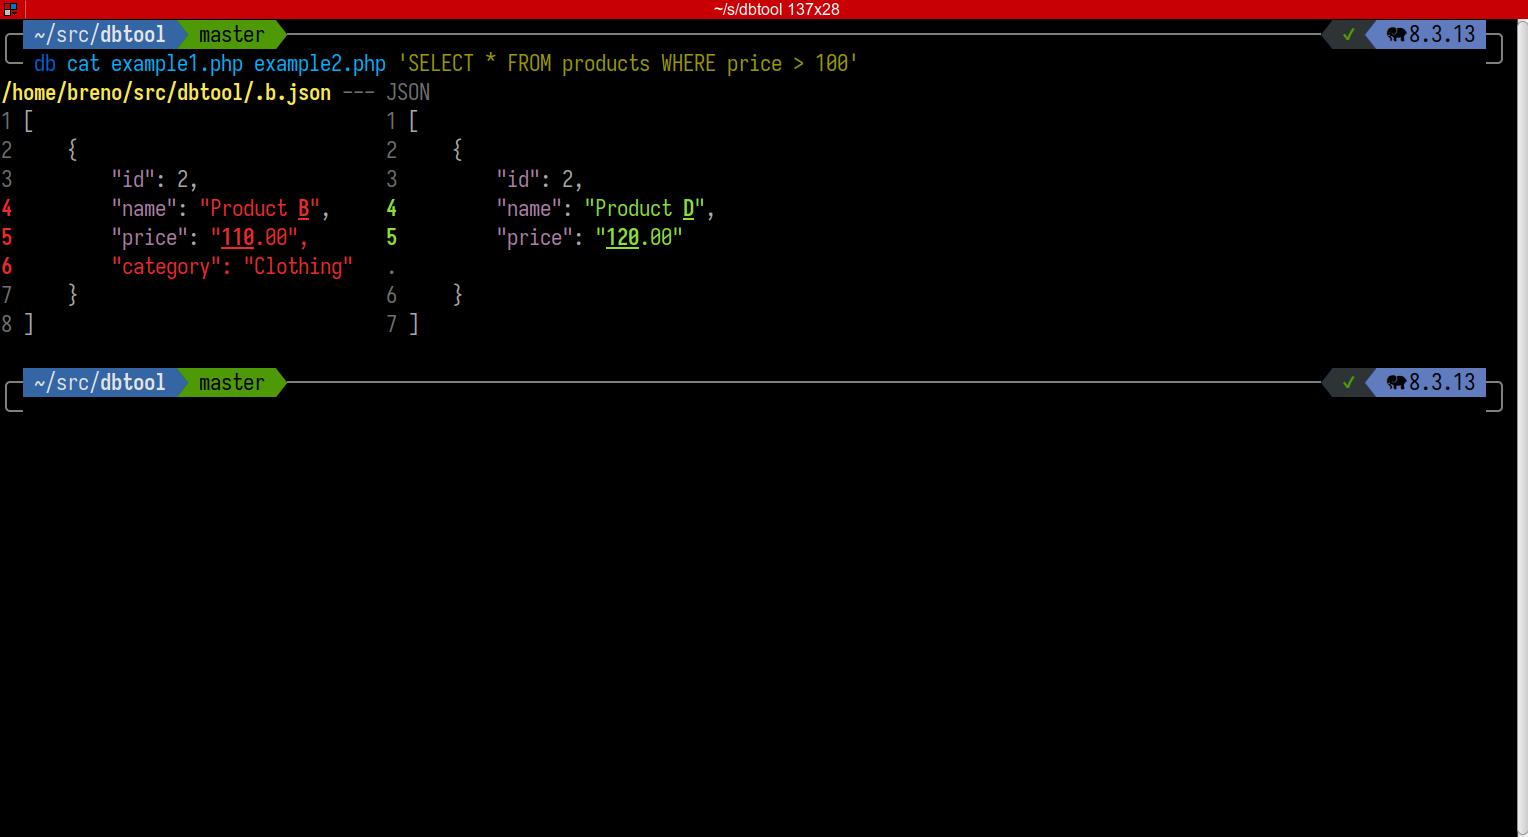 ~/s/dbtool 137x28
~/src/dbtool master ✓ 8.3.13
db cat example1.php example2.php 'SELECT * FROM products WHERE price > 100'
/home/breno/src/dbtool/.b.json --- JSON
1 [ 1 [
2 { 2 {
3 "id": 2, 3 "id": 2,
4 "name": "Product B", 4 "name": "Product D",
5 "price": "110.00", 5 "price": "120.00"
6 "category": "Clothing" .
7 } 6 }
8 ] 7 ]
~/src/dbtool master ✓ 8.3.13